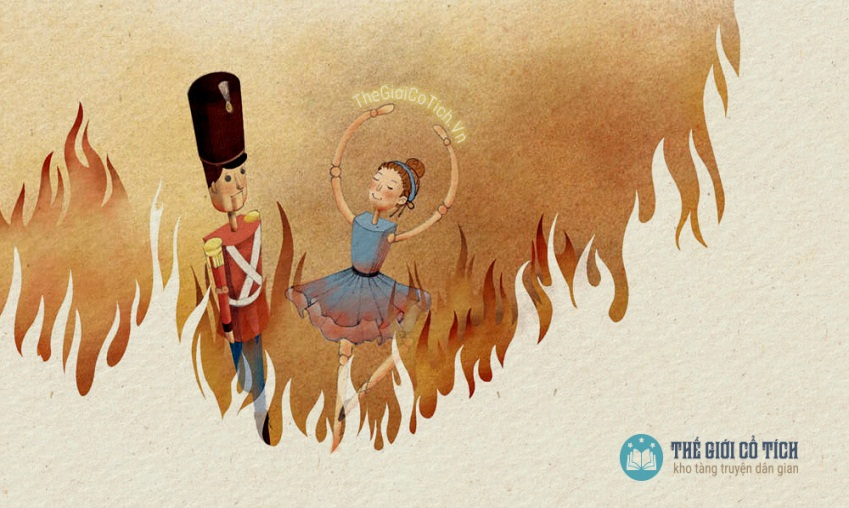 TheGioiCoTich.Vn
THẾ GIỚI CỔ TÍCH
kho tàng truyện dân gian